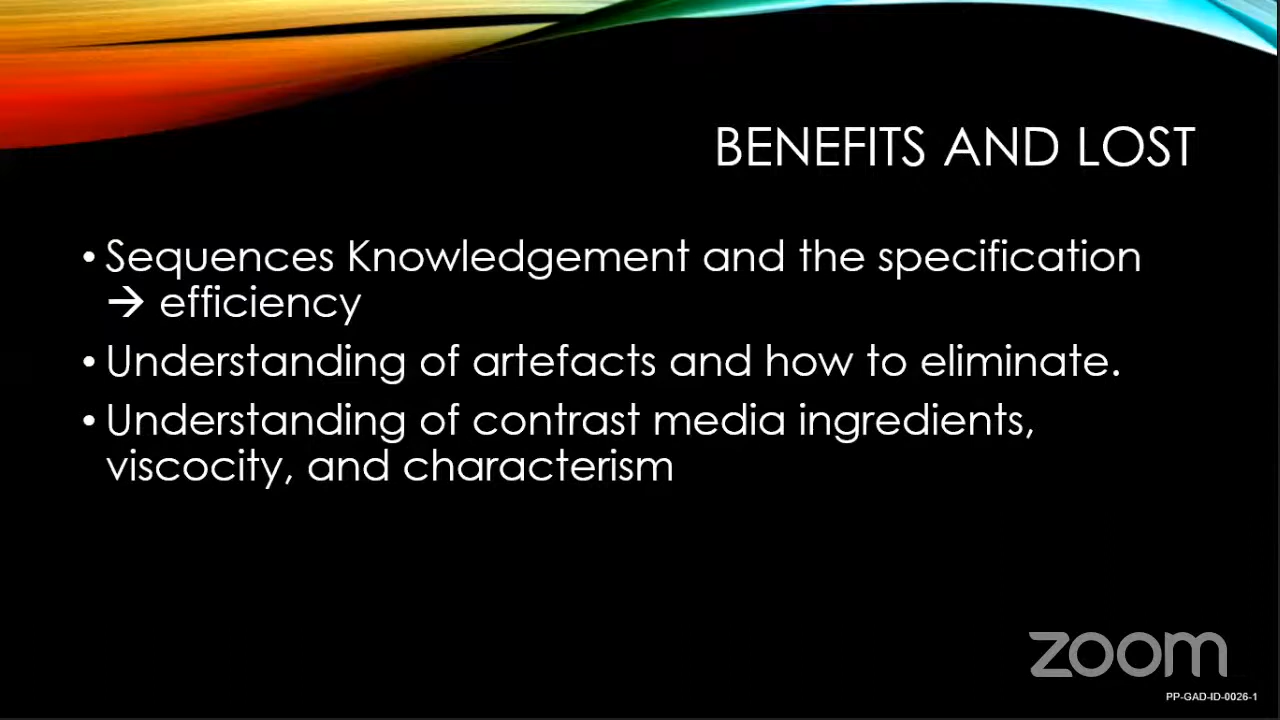 BENEFITS AND LOST
• Sequences Knowledgement and the specification
→ efficiency
• Understanding of artefacts and how to eliminate.
• Understanding of contrast media ingredients,
viscocity, and characterism
zoom
PP-GAD-ID-0026-1